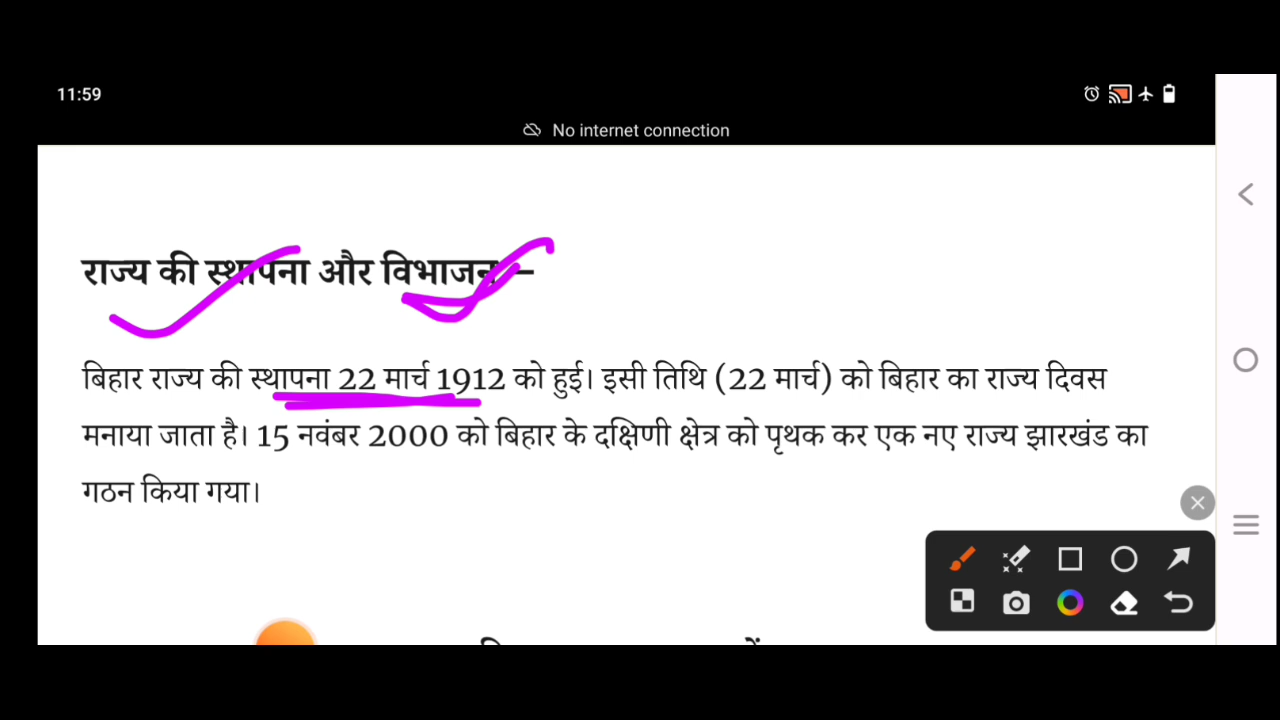 11:59
No internet connection
राज्य की स्थापना और विभाजन –
बिहार राज्य की स्थापना 22 मार्च 1912 को हुई। इसी तिथि (22 मार्च) को बिहार का राज्य दिवस
मनाया जाता है। 15 नवंबर 2000 को बिहार के दक्षिणी क्षेत्र को पृथक कर एक नए राज्य झारखंड का
गठन किया गया।